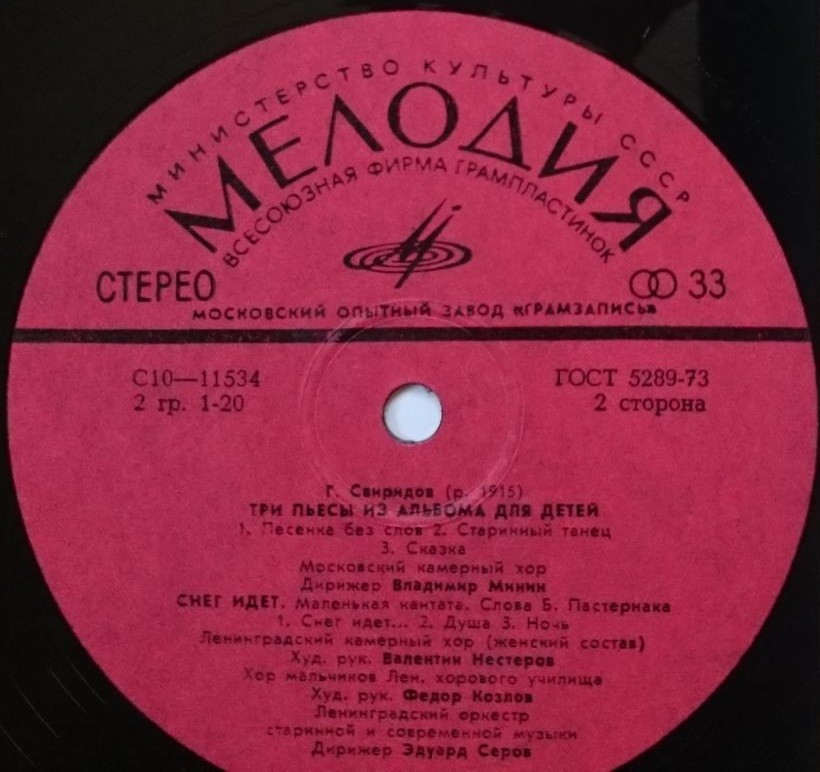 МИНИСТЕРСТВО КУЛЬТУРЫ СССР
МЕЛОДИЯ
ВСЕСОЮЗНАЯ ФИРМА ГРАМПЛАСТИНОК
СТЕРЕО
33
МОСКОВСКИЙ ОПЫТНЫЙ ЗАВОД «ГРАМЗАПИСЬ»
С10—11534
ГОСТ 5289-73
2 гр. 1-20
2 сторона
Г. Свиридов (р. 1915)
ТРИ ПЬЕСЫ ИЗ АЛЬБОМА ДЛЯ ДЕТЕЙ
1. Песенка без слов 2. Старинный танец
3. Сказка
Московский камерный хор
Дирижер Владимир Минин
СНЕГ ИДЕТ. Маленькая кантата. Слова Б. Пастернака
1. Снег идет... 2. Душа 3. Ночь
Ленинградский камерный хор (женский состав)
Худ. рук. Валентин Нестеров
Хор мальчиков Лен. хорового училища
Худ. рук. Федор Козлов
Ленинградский оркестр
старинной и современной музыки
Дирижер Эдуард Серов